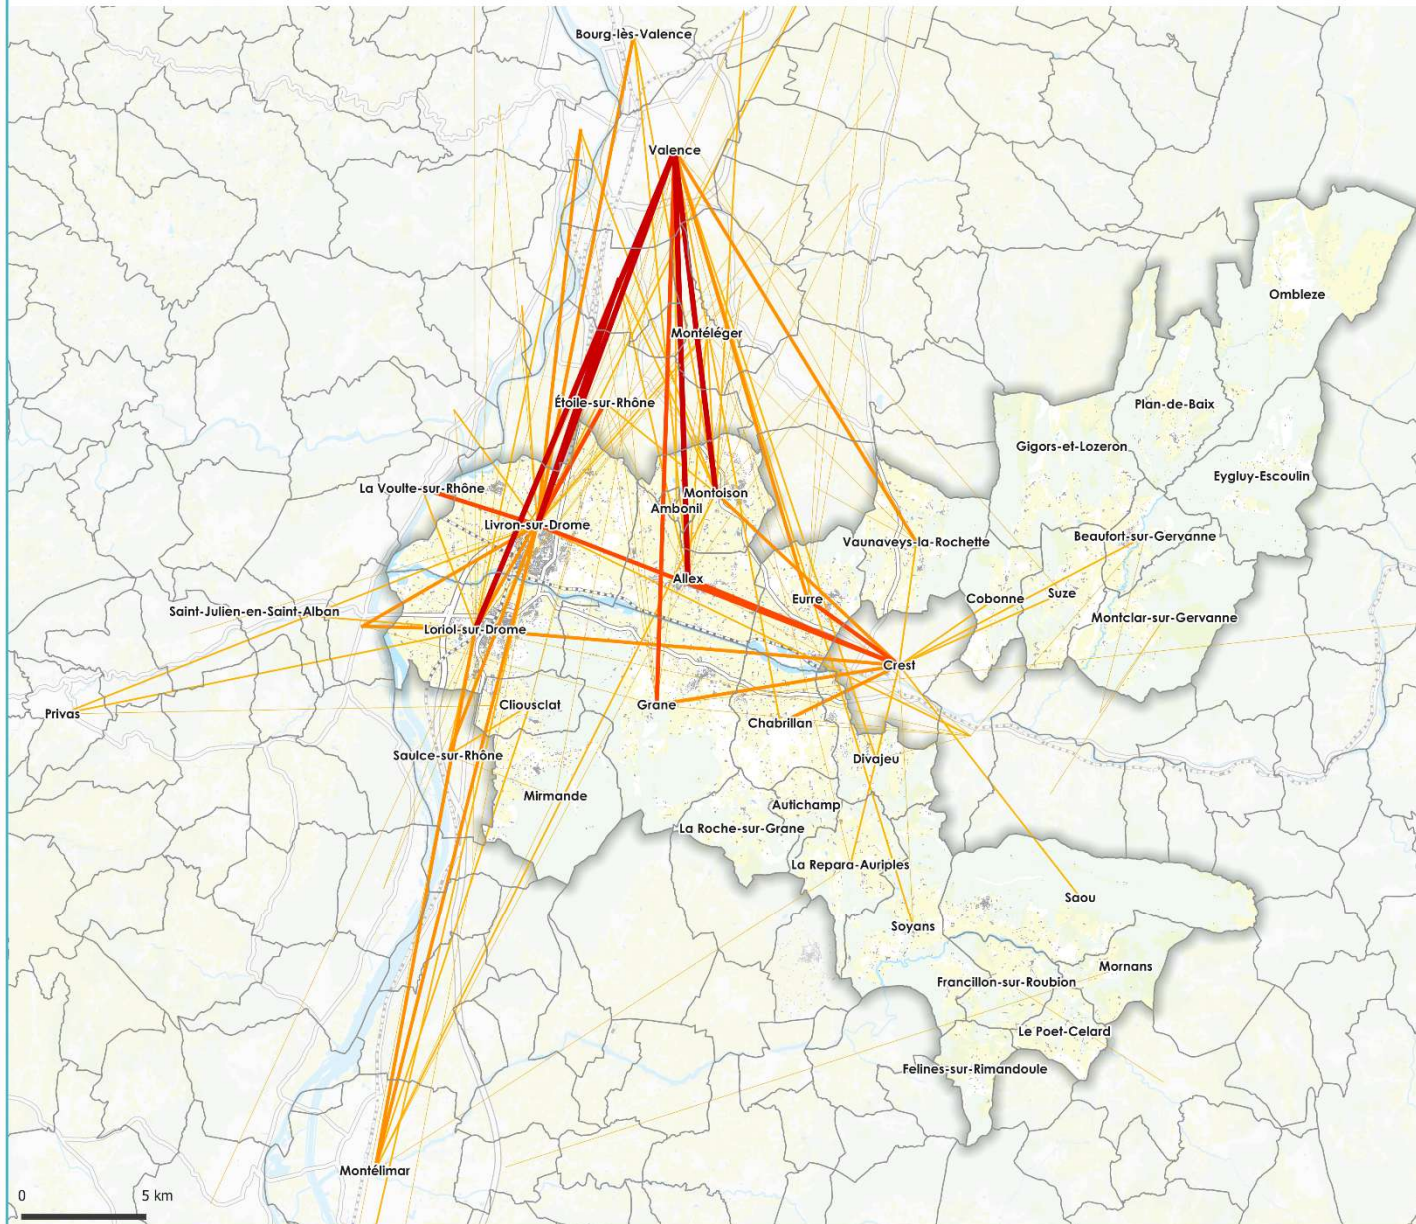 Bourg-lès-Valence
Valence
Ombleze
Montéléger
Étoile-sur-Rhône
Plan-de-Baix
Gigors-et-Lozeron
Eygluy-Escoulin
La Voulte-sur-Rhône
Montoison
Ambonil
Livron-sur-Drome
Vaunaveys-la-Rochette
Beaufort-sur-Gervanne
Allex
Eurre
Cobonne
Suze
Saint-Julien-en-Saint-Alban
Montclar-sur-Gervanne
Loriol-sur-Drome
Crest
Privas
Cliousclat
Grane
Chabrillan
Saulce-sur-Rhône
Divajeu
Mirmande
Autichamp
La Roche-sur-Grane
La Repara-Auriples
Saou
Soyans
Mornans
Francillon-sur-Roubion
Le Poet-Celard
Felines-sur-Rimandoule
Montélimar
0 5 km